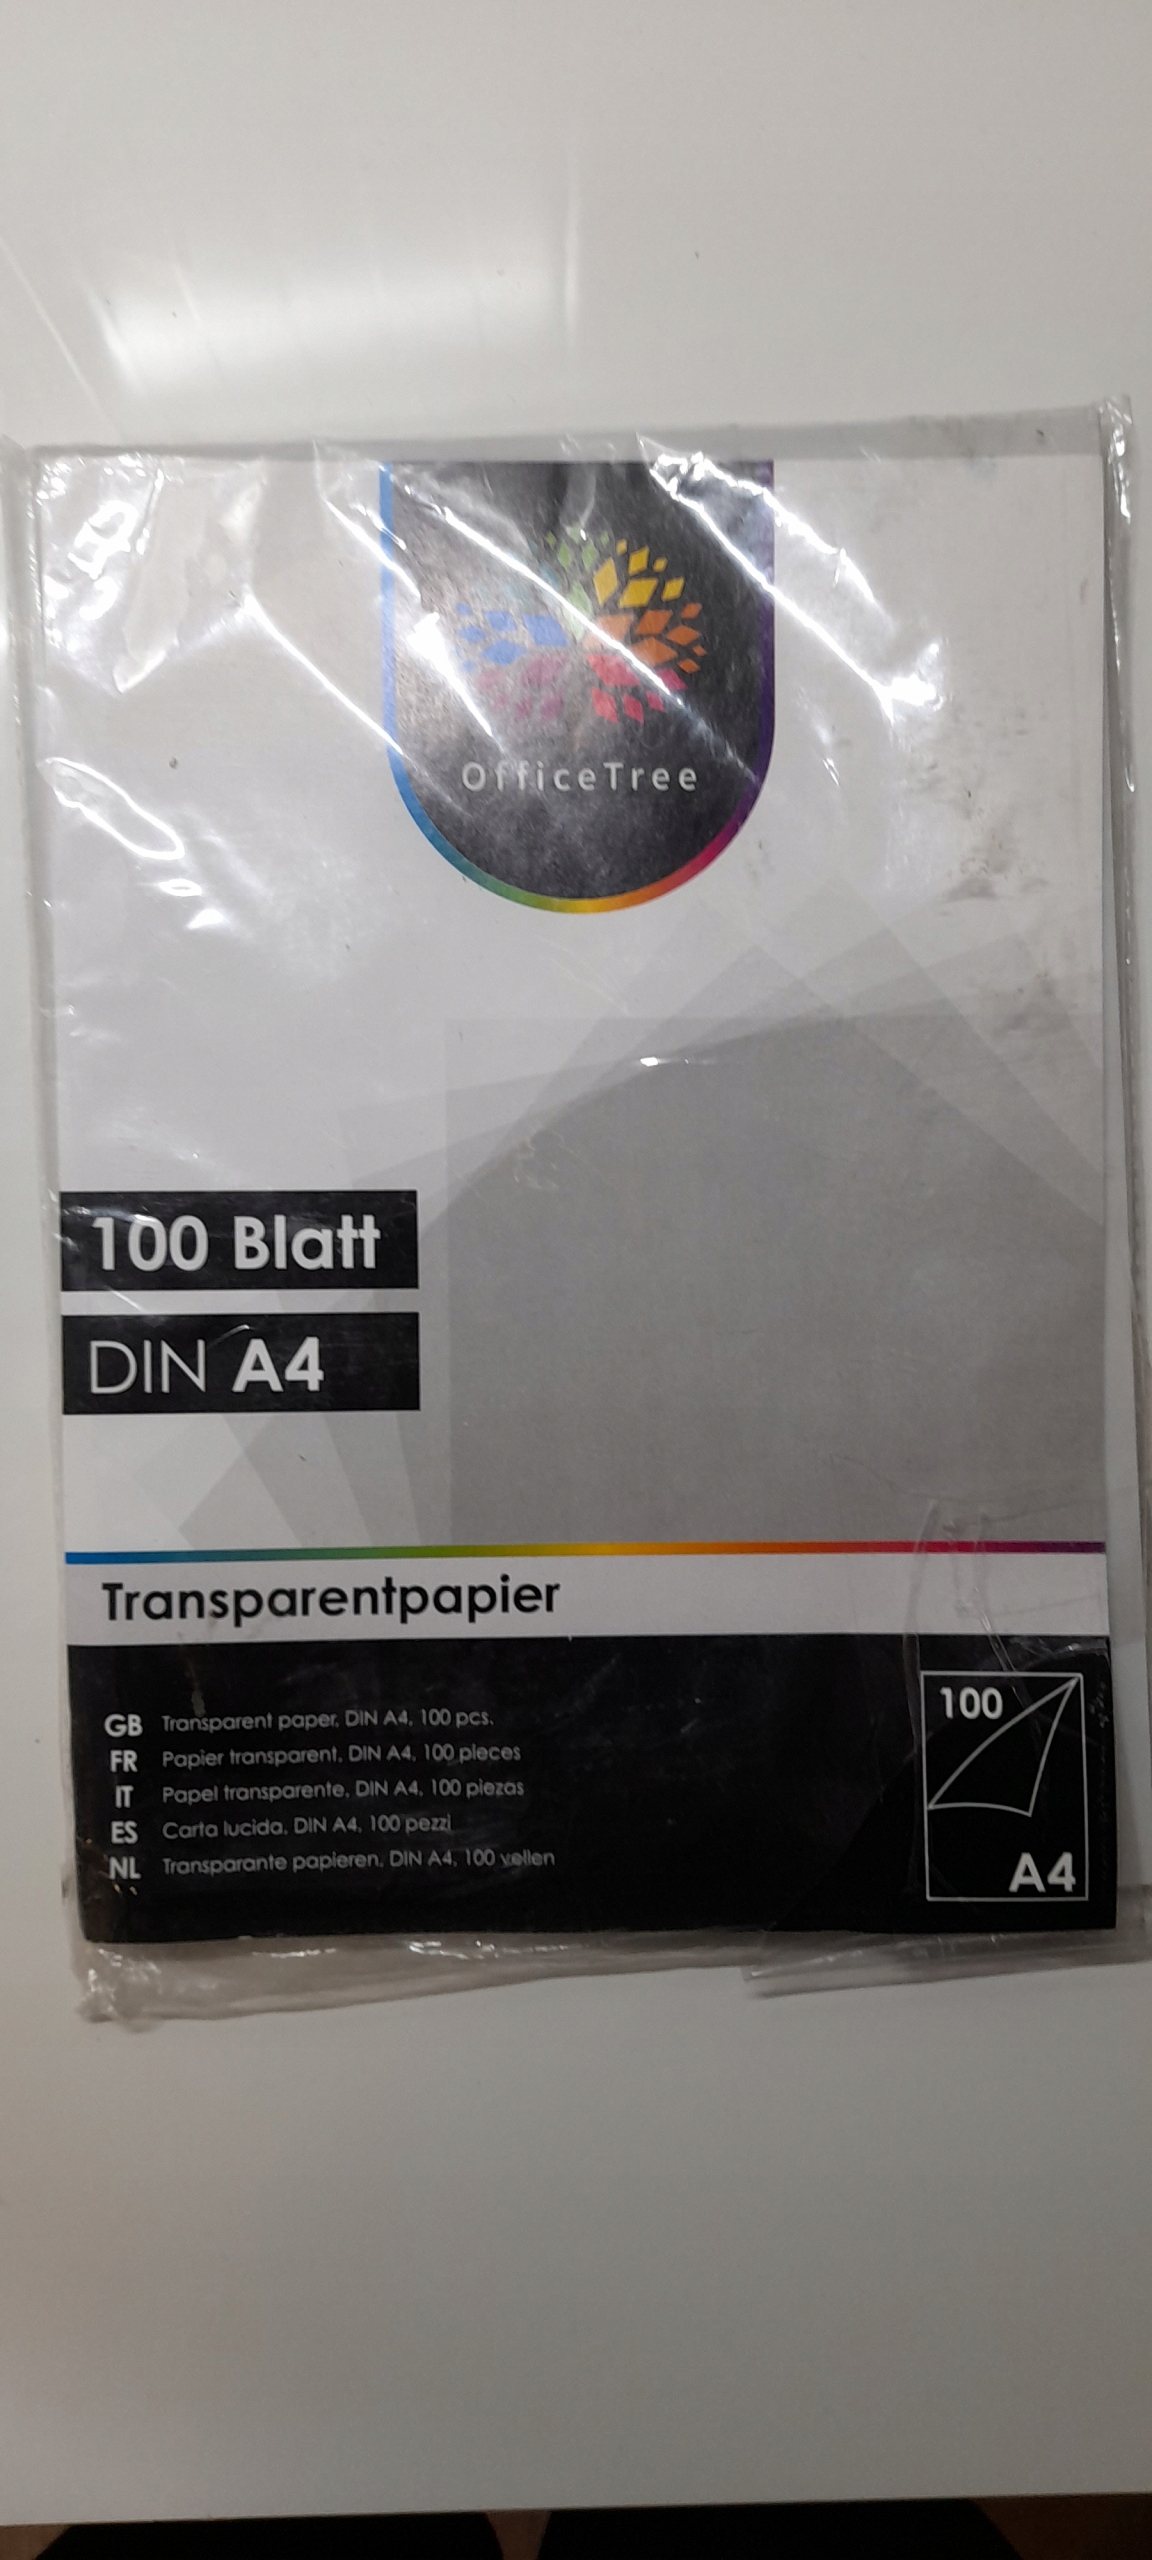 OfficeTree
100 Blatt
DIN A4
Transparentpapier
GB Transparent paper, DIN A4, 100 pcs.
FR Papier transparent, DIN A4, 100 pieces
IT Papel transparente, DIN A4, 100 piezas
ES Carta lucida, DIN A4, 100 pezzi
NL Transparante papieren, DIN A4, 100 vellen
100
A4